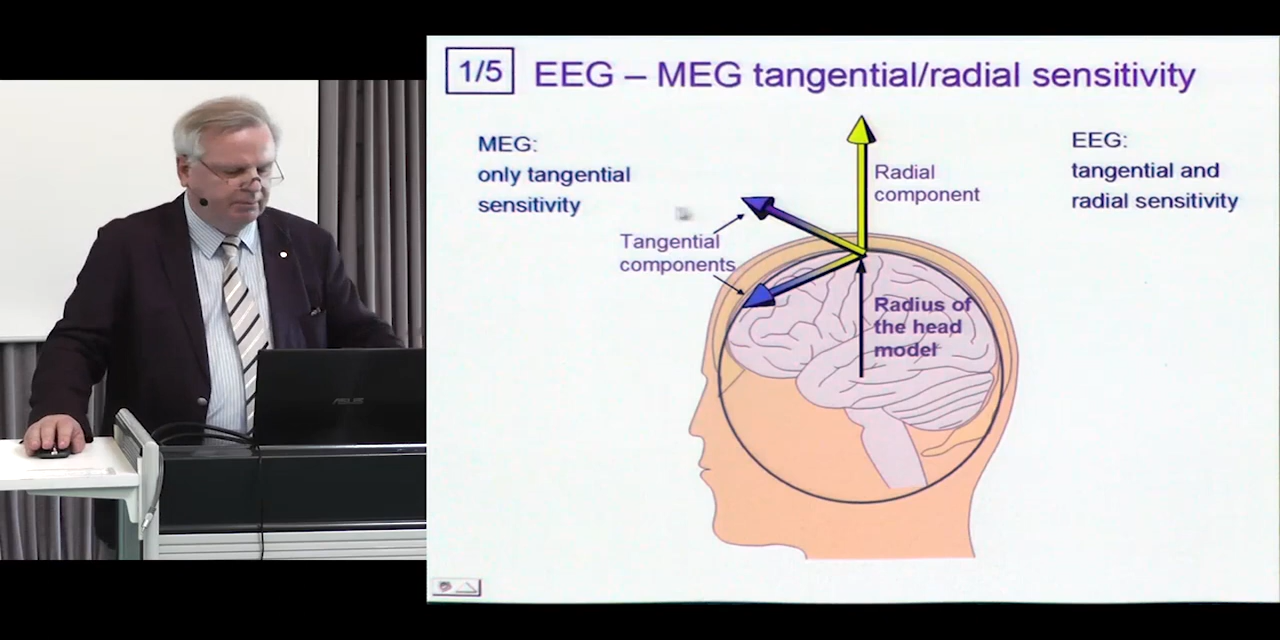 1/5
EEG – MEG tangential/radial sensitivity
MEG:
only tangential
sensitivity
EEG:
tangential and
radial sensitivity
Radial
component
Tangential
components
Radius of
the head
model
ASUS